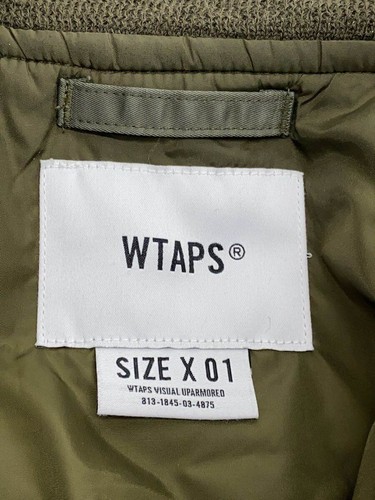 WTAPS®
SIZE X 01
WTAPS VISUAL UPARMORED
813-1845-03-4875